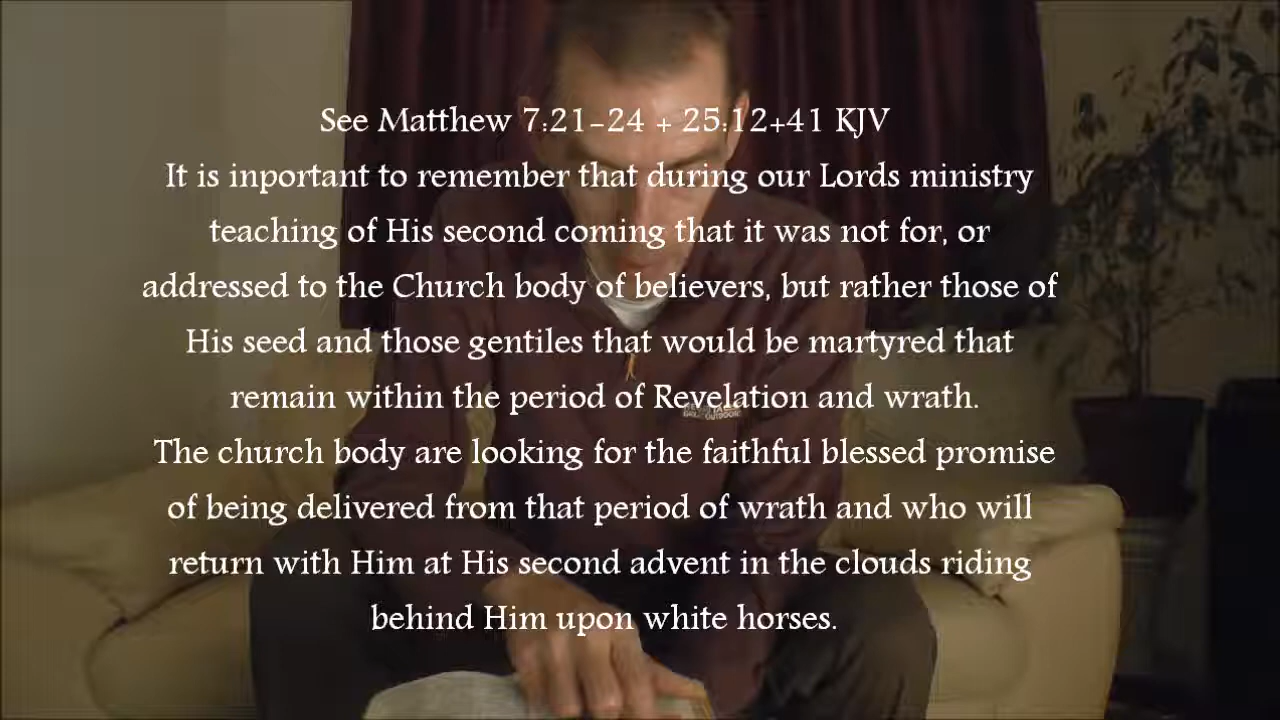 See Matthew 7:21-24 + 25:12+41 KJV
It is inportant to remember that during our Lords ministry
teaching of His second coming that it was not for, or
addressed to the Church body of believers, but rather those of
His seed and those gentiles that would be martyred that
remain within the period of Revelation and wrath.
The church body are looking for the faithful blessed promise
of being delivered from that period of wrath and who will
return with Him at His second advent in the clouds riding
behind Him upon white horses.